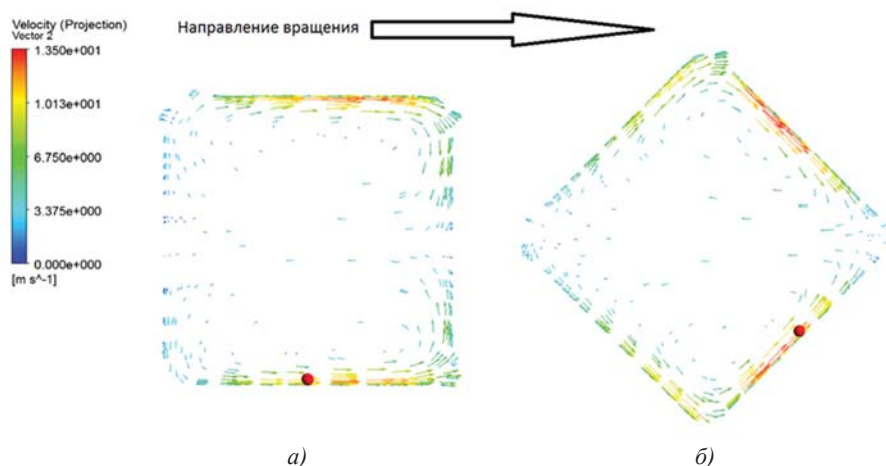 Velocity (Projection)
Vector 2
Направление вращения
1.350e+001
1.013e+001
6.750e+000
3.375e+000
0.000e+000
[m s^-1]
а)
б)